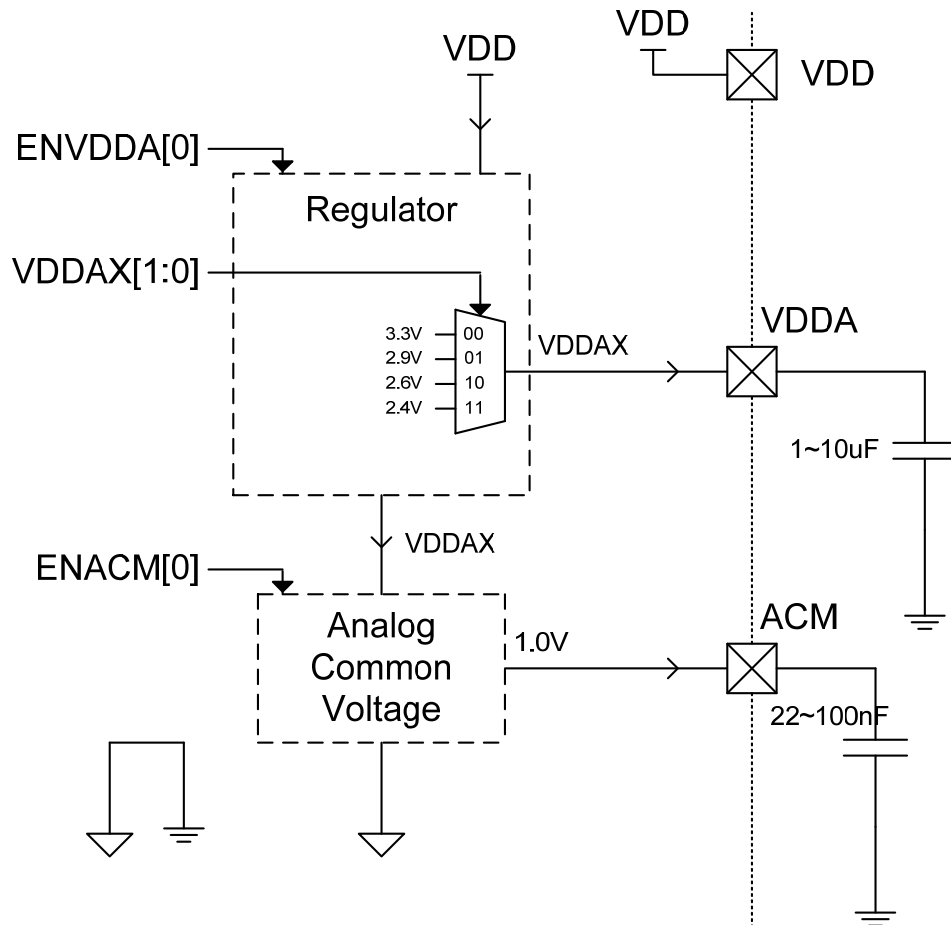 VDD
VDD
VDD
ENVDDA[0]
Regulator
VDDAX[1:0]
VDDA
3.3V 00
2.9V 01
2.6V 10
2.4V 11
VDDAX
1~10uF
VDDAX
ENACM[0]
Analog
Common
Voltage
1.0V
ACM
22~100nF